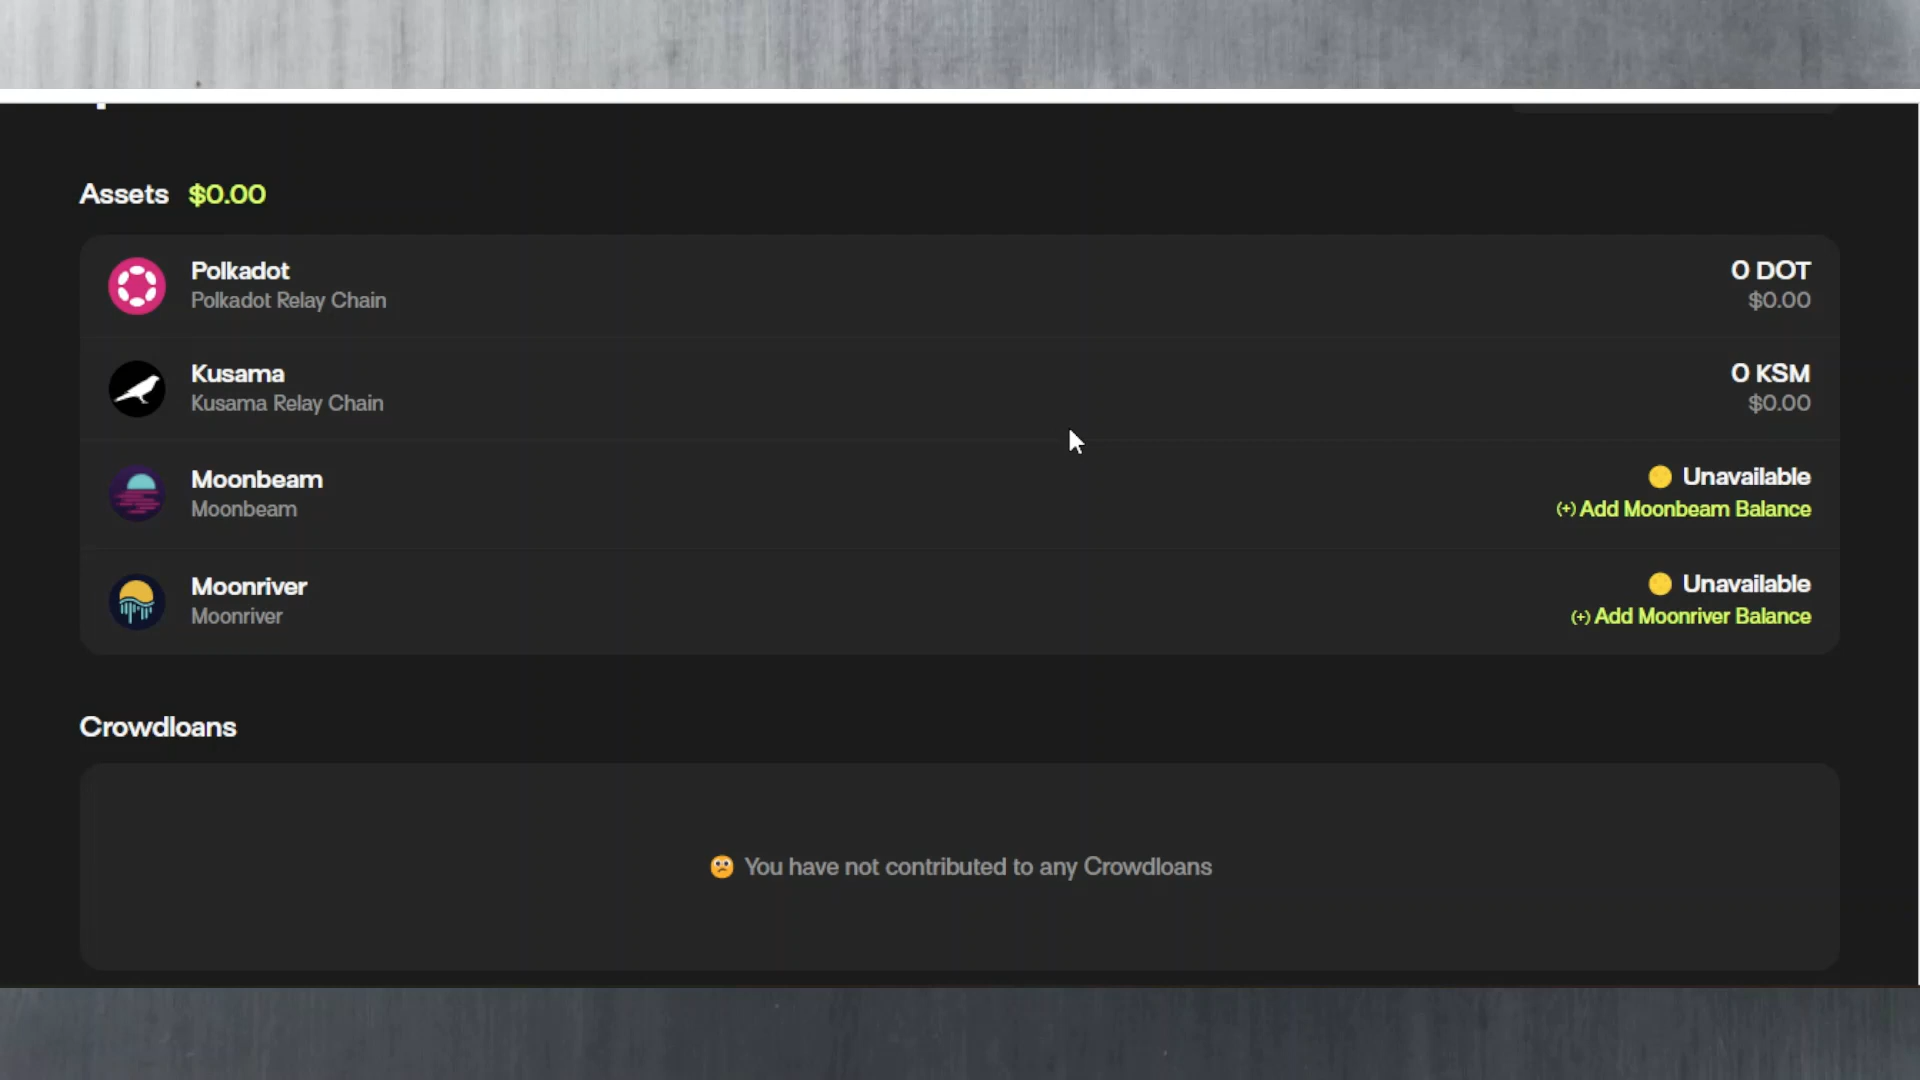 Assets $0.00
Polkadot
Polkadot Relay Chain
0 DOT
$0.00
Kusama
Kusama Relay Chain
0 KSM
$0.00
Moonbeam
Moonbeam
Unavailable
(+) Add Moonbeam Balance
Moonriver
Moonriver
Unavailable
(+) Add Moonriver Balance
Crowdloans
You have not contributed to any Crowdloans